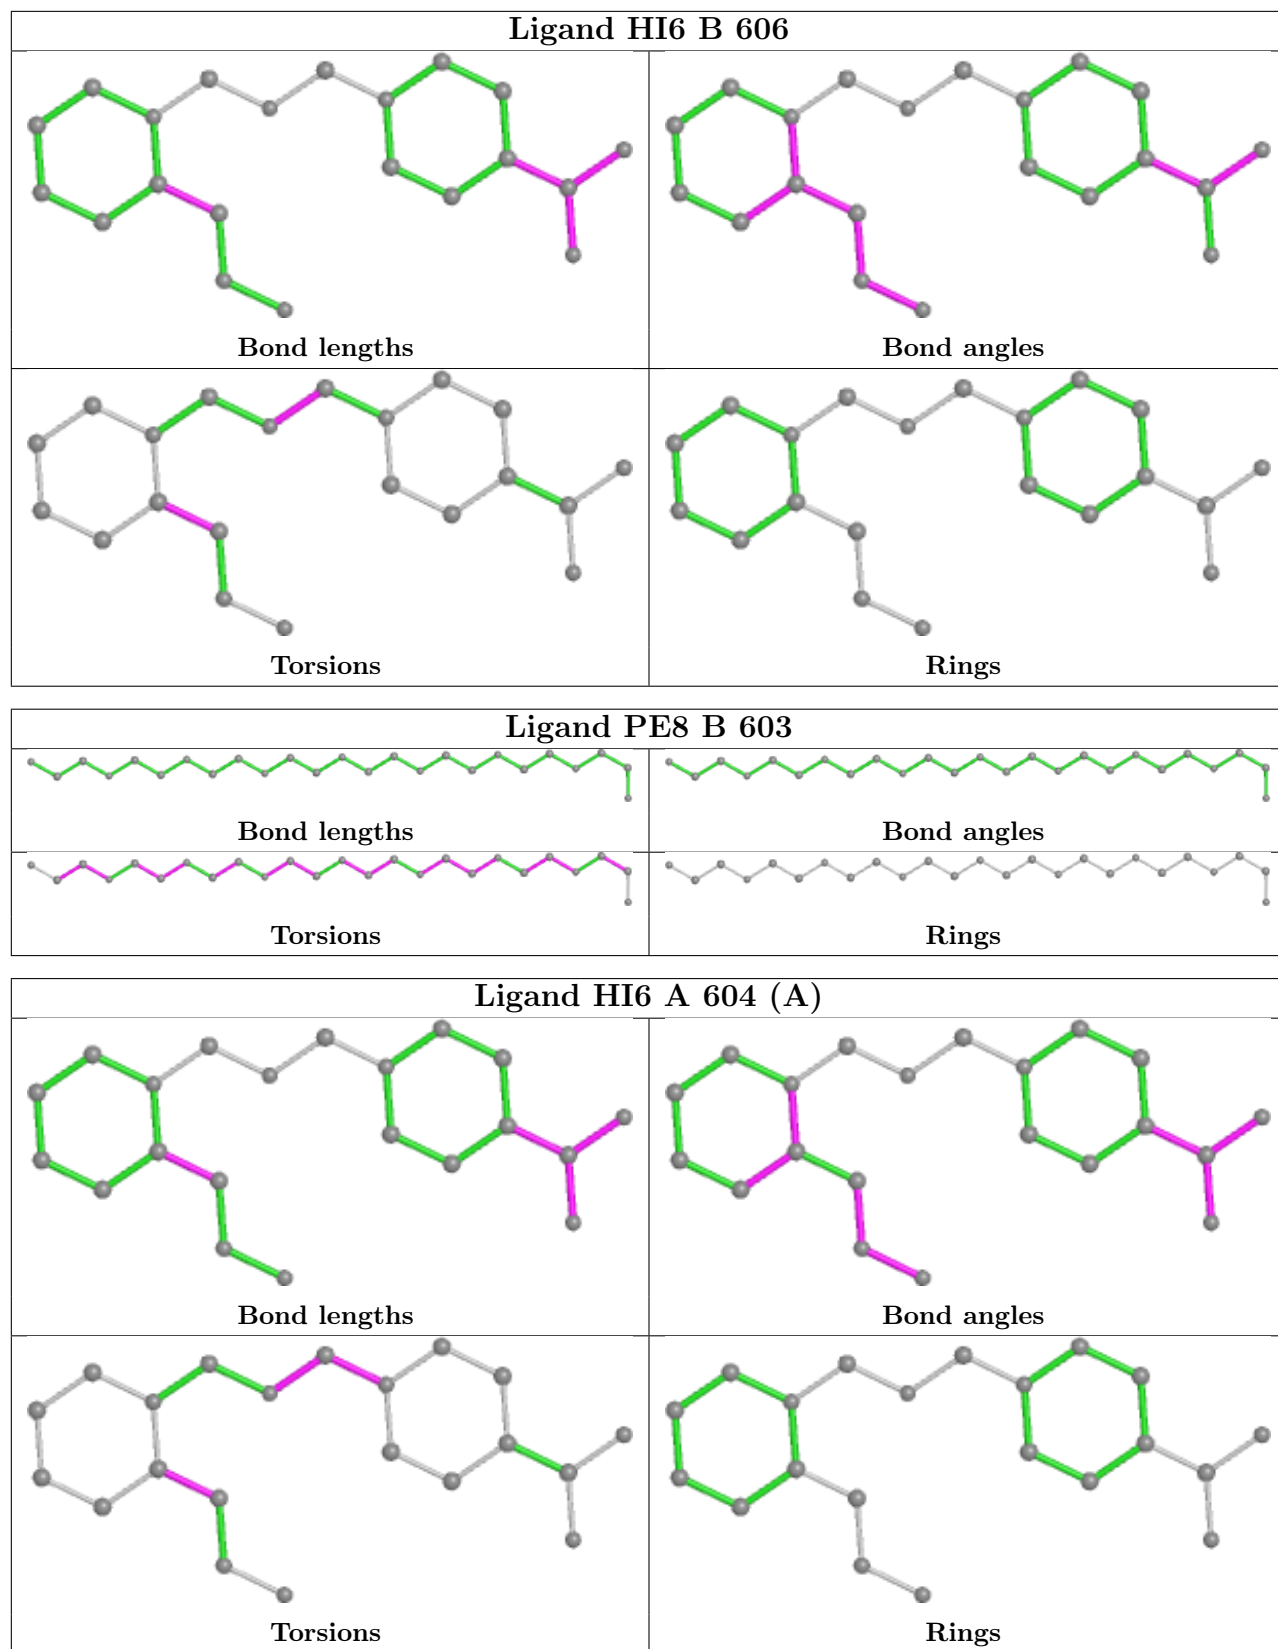 Ligand HI6 B 606
Bond lengths
Bond angles
Torsions
Rings
Ligand PE8 B 603
Bond lengths
Bond angles
Torsions
Rings
Ligand HI6 A 604 (A)
Bond lengths
Bond angles
Torsions
Rings